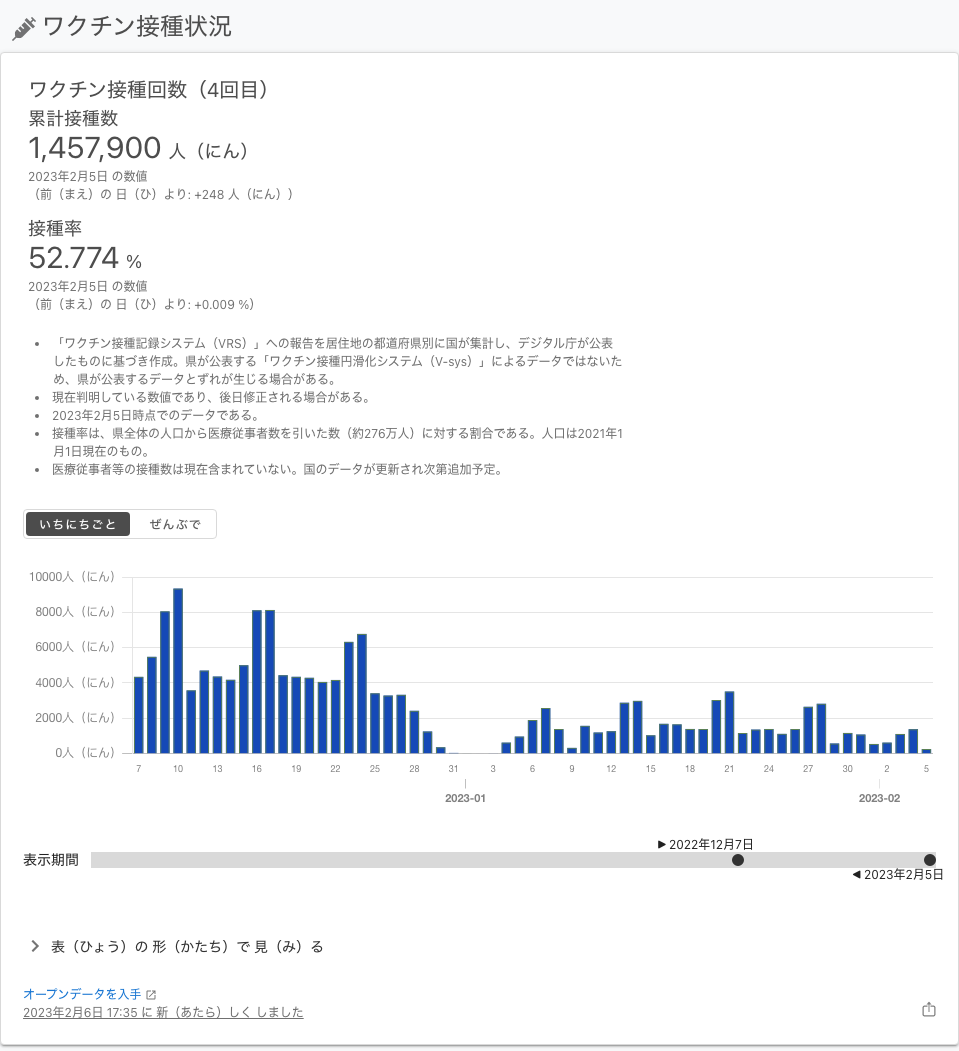 ワクチン接種状況
ワクチン接種回数（4回目）
累計接種数
1,457,900 人（にん）
2023年2月5日 の数値
（前（まえ）の 日（ひ）より: +248 人（にん））
接種率
52.774 %
2023年2月5日 の数値
（前（まえ）の 日（ひ）より: +0.009 %）
• 「ワクチン接種記録システム（VRS）」への報告を居住地の都道府県別に国が集計し、デジタル庁が公表
したものに基づき作成。県が公表する「ワクチン接種円滑化システム（V-sys）」によるデータではないた
め、県が公表するデータとずれが生じる場合がある。
• 現在判明している数値であり、後日修正される場合がある。
• 2023年2月5日時点でのデータである。
• 接種率は、県全体の人口から医療従事者数を引いた数（約276万人）に対する割合である。人口は2021年1
月1日現在のもの。
• 医療従事者等の接種数は現在含まれていない。国のデータが更新され次第追加予定。
いちにちごと ぜんぶで
10000人（にん）
8000人（にん）
6000人（にん）
4000人（にん）
2000人（にん）
0人（にん）
7 10 13 16 19 22 25 28 31 3 6 9 12 15 18 21 24 27 30 2 5
2023-01 2023-02
▶ 2022年12月7日
表示期間
◀ 2023年2月5日
表（ひょう）の 形（かたち）で 見（み）る
オープンデータを入手
2023年2月6日 17:35 に 新（あたら）しく しました